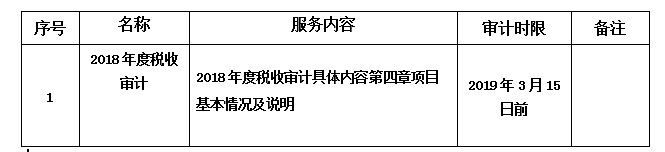 序号 名称 服务内容 审计时限 备注
2018年度税收
审计
1
2018年度税收审计具体内容第四章项目
基本情况及说明
2019年3月15
日前